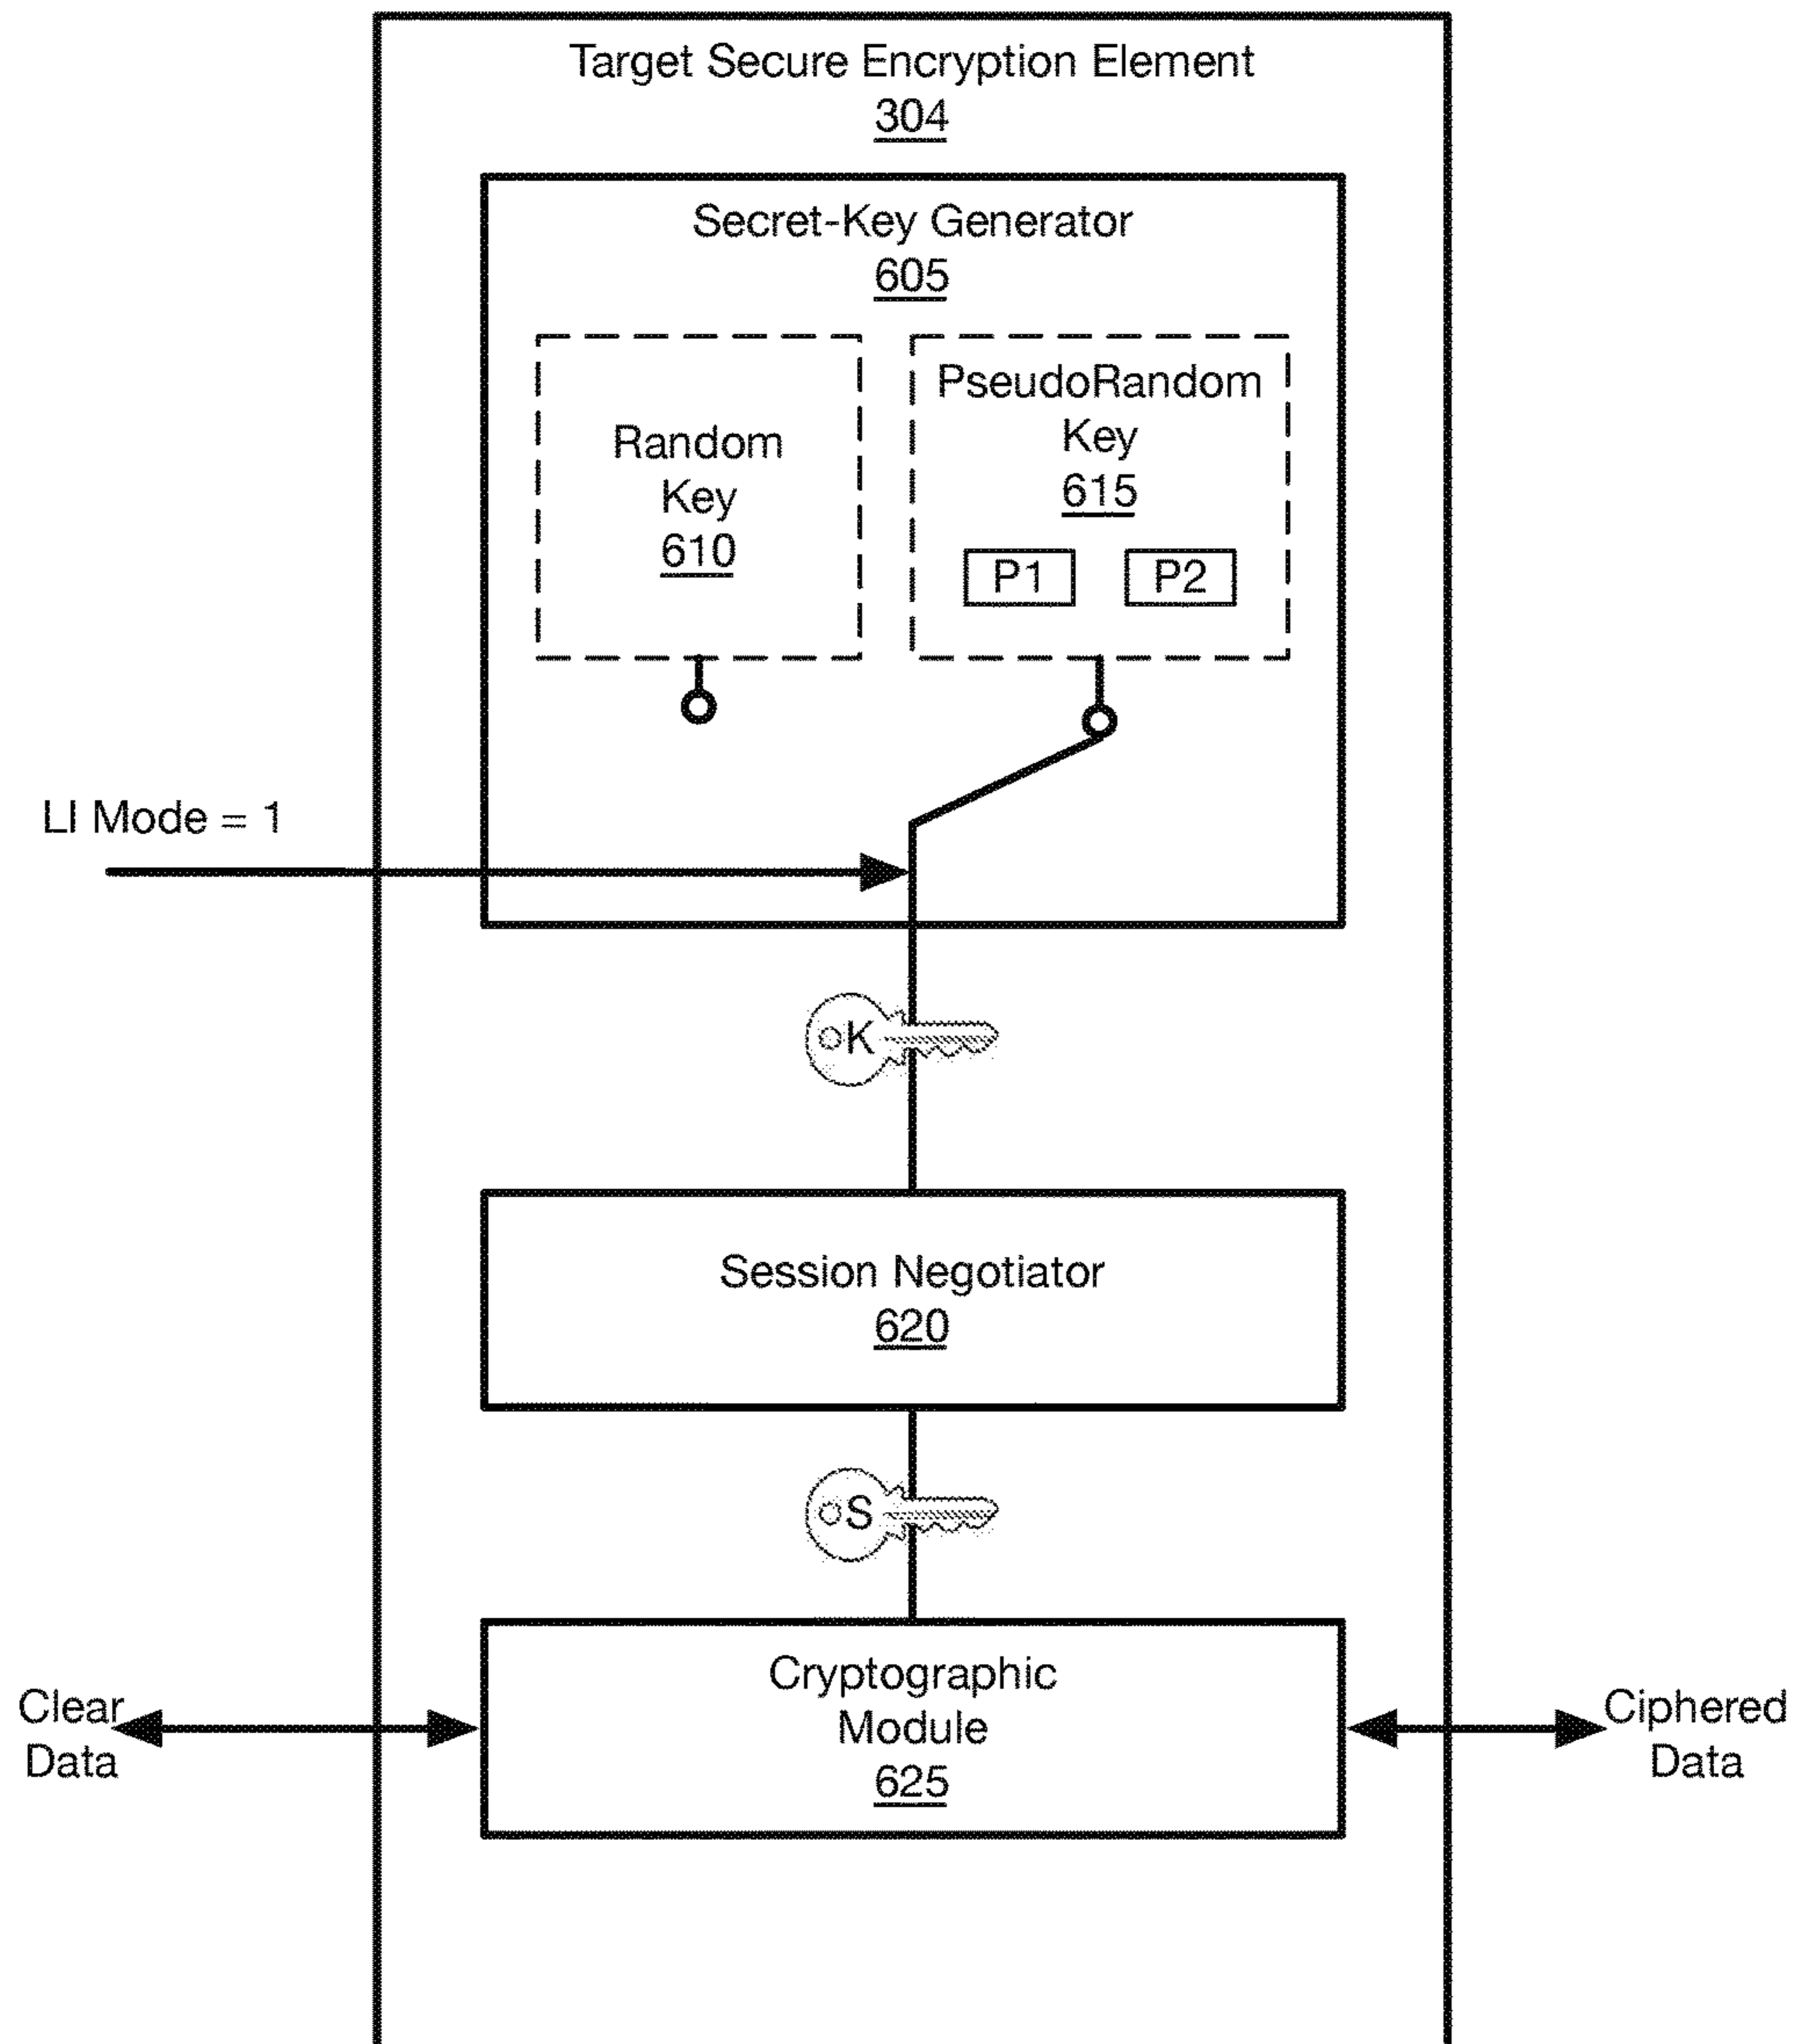 Target Secure Encryption Element
304
Secret-Key Generator
605
Random
Key
610
PseudoRandom
Key
615
P1
P2
LI Mode = 1
K
Session Negotiator
620
S
Clear
Data
Cryptographic
Module
625
Ciphered
Data